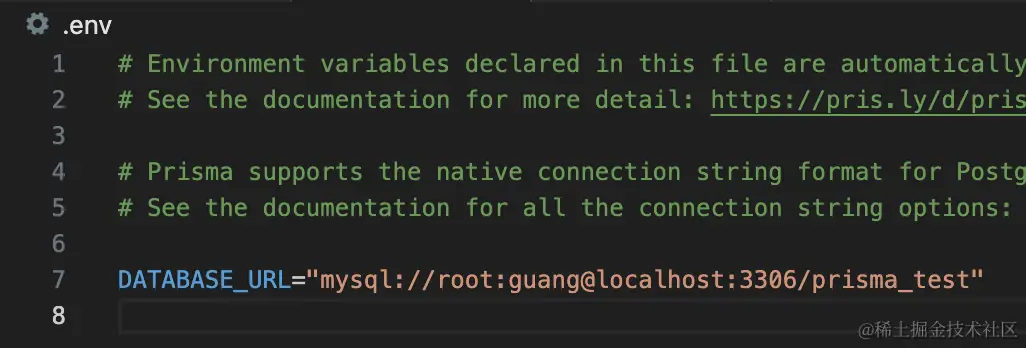 .env
1 # Environment variables declared in this file are automatically
2 # See the documentation for more detail: https://pris.ly/d/pris
3
4 # Prisma supports the native connection string format for Postg
5 # See the documentation for all the connection string options:
6
7 DATABASE_URL="mysql://root:guang@localhost:3306/prisma_test"
8
@稀土掘金技术社区